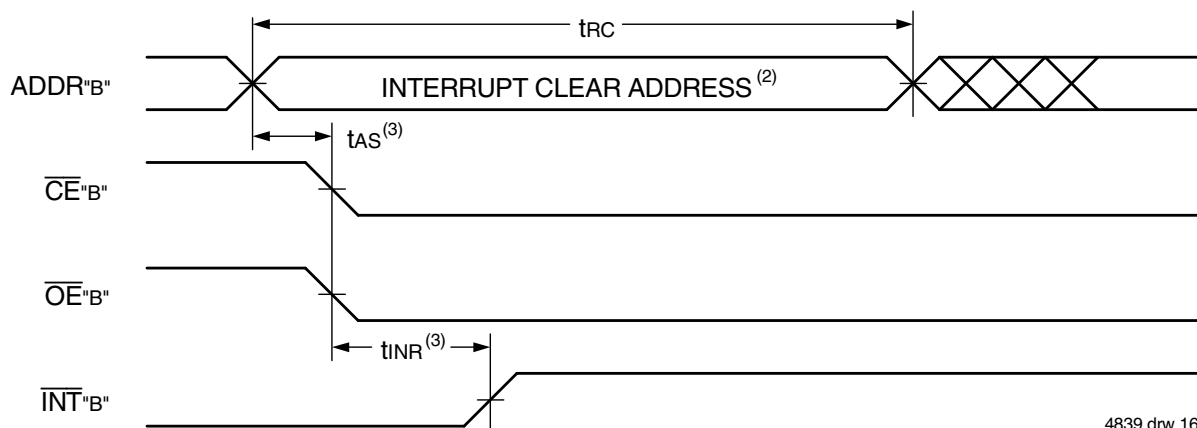 tRC
ADDR"B"
INTERRUPT CLEAR ADDRESS (2)
tAS(3)
CE"B"
OE"B"
tINR(3)
INT"B"
4839 drw 16